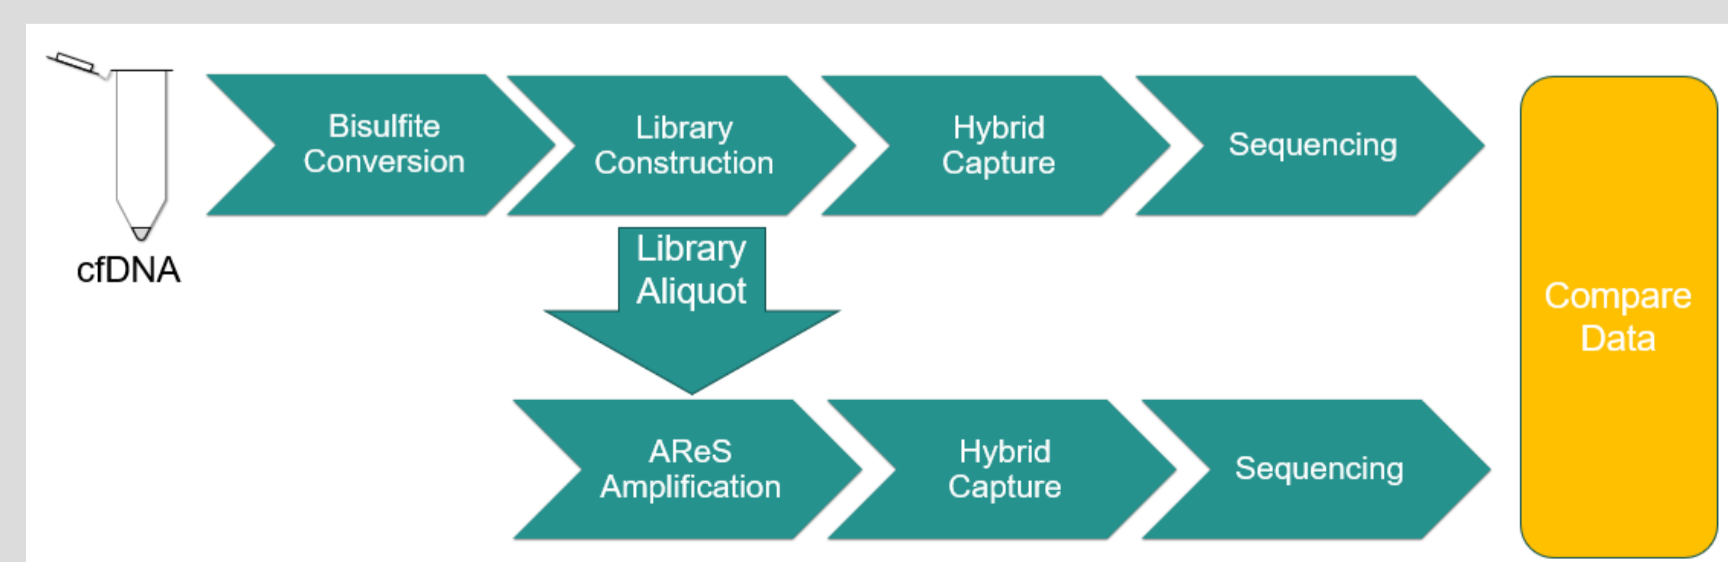 cfDNA
Bisulfite
Conversion
Library
Construction
Hybrid
Capture
Sequencing
Library
Aliquot
AReS
Amplification
Hybrid
Capture
Sequencing
Compare
Data